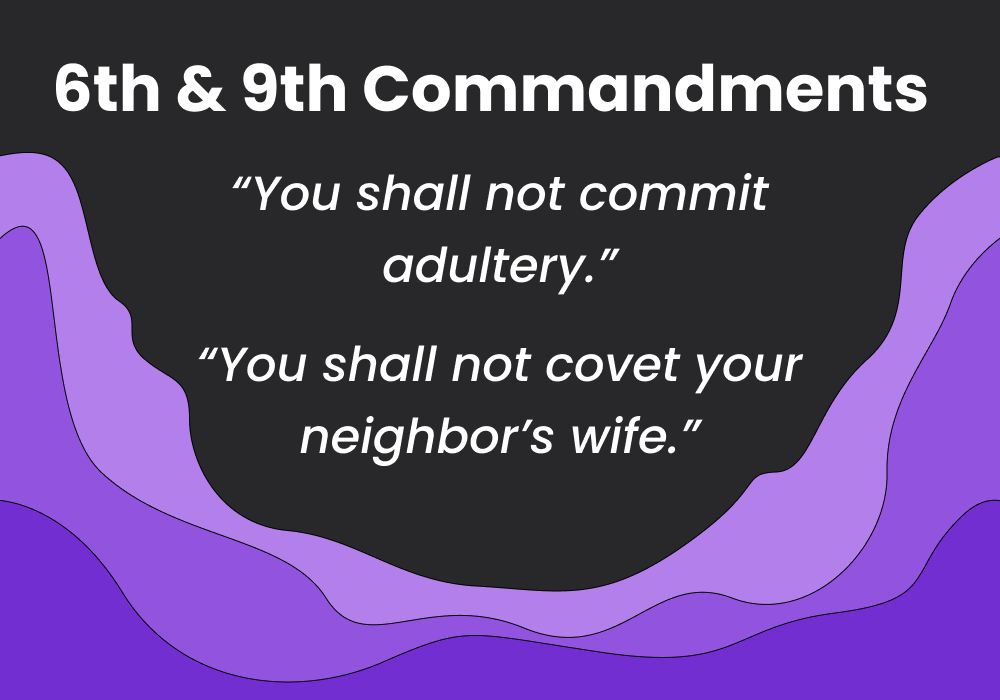 6th & 9th Commandments
“You shall not commit
adultery.”
“You shall not covet your
neighbor’s wife.”